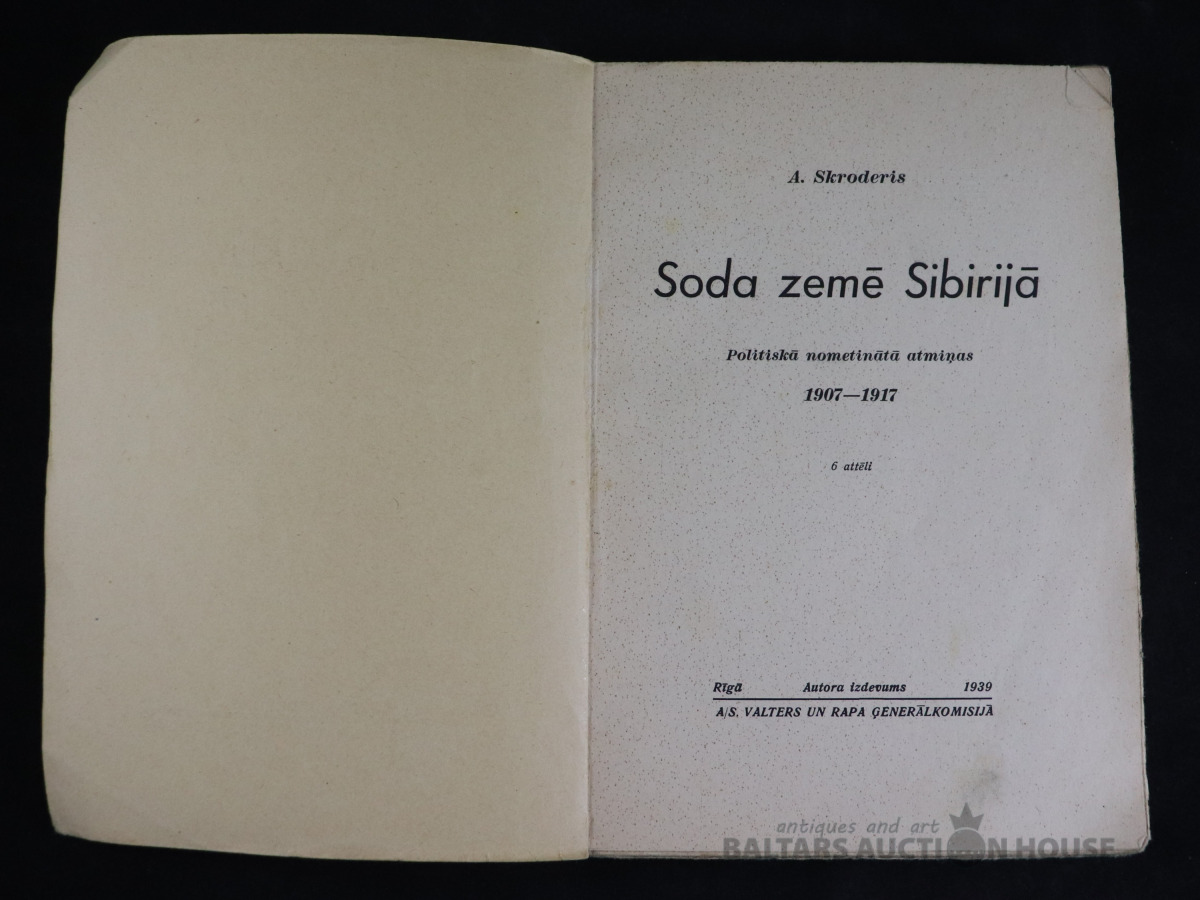 A. Skroderis
Soda zemē Sibirijā
Politiskā nometinātā atmiņas
1907—1917
6 attēli
Rīgā Autora izdevums 1939
A/S. VALTERS UN RAPA ĢENERĀLKOMISIJĀ
antiques and art
BALTARS AUCTION HOUSE